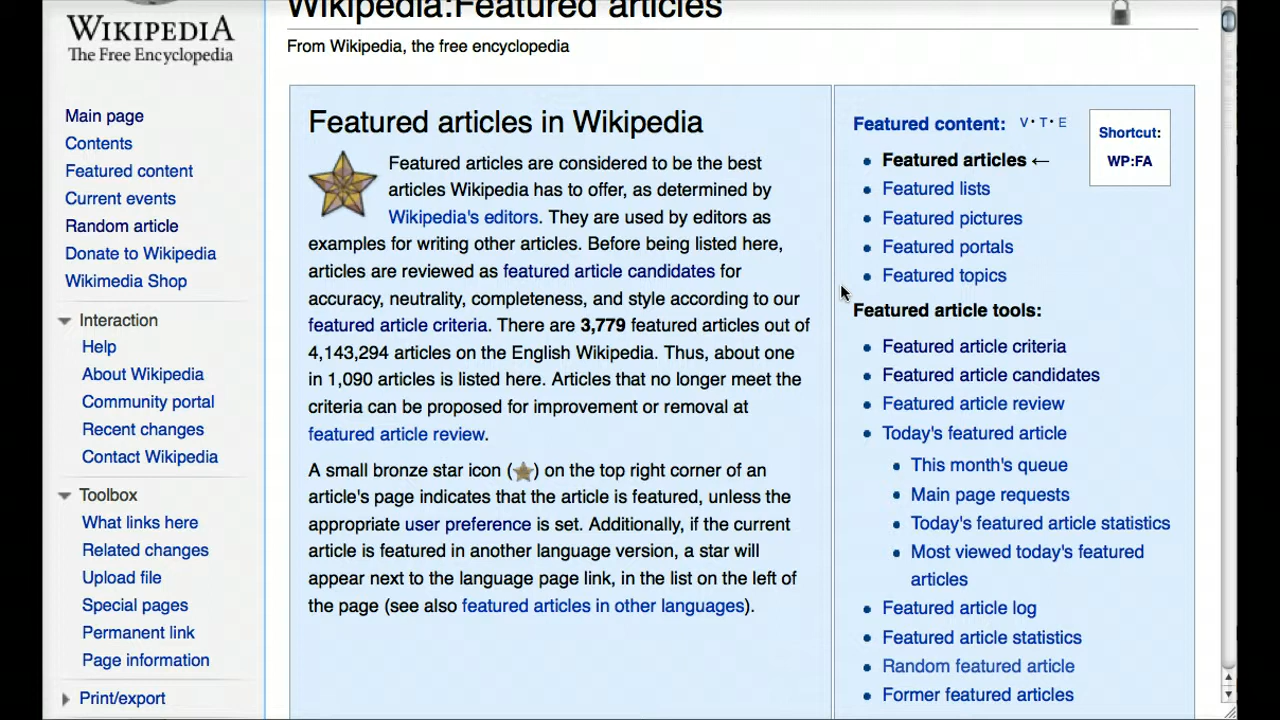 Wikipedia:Featured articles
From Wikipedia, the free encyclopedia
WIKIPEDIA
The Free Encyclopedia
Main page
Contents
Featured content
Current events
Random article
Donate to Wikipedia
Wikimedia Shop
Interaction
Help
About Wikipedia
Community portal
Recent changes
Contact Wikipedia
Toolbox
What links here
Related changes
Upload file
Special pages
Permanent link
Page information
Print/export
Featured articles in Wikipedia
Featured articles are considered to be the best
articles Wikipedia has to offer, as determined by
Wikipedia's editors. They are used by editors as
examples for writing other articles. Before being listed here,
articles are reviewed as featured article candidates for
accuracy, neutrality, completeness, and style according to our
featured article criteria. There are 3,779 featured articles out of
4,143,294 articles on the English Wikipedia. Thus, about one
in 1,090 articles is listed here. Articles that no longer meet the
criteria can be proposed for improvement or removal at
featured article review.
A small bronze star icon ( ) on the top right corner of an
article's page indicates that the article is featured, unless the
appropriate user preference is set. Additionally, if the current
article is featured in another language version, a star will
appear next to the language page link, in the list on the left of
the page (see also featured articles in other languages).
Featured content: V · T · E
Shortcut:
WP:FA
Featured articles ←
Featured lists
Featured pictures
Featured portals
Featured topics
Featured article tools:
Featured article criteria
Featured article candidates
Featured article review
Today's featured article
This month's queue
Main page requests
Today's featured article statistics
Most viewed today's featured
articles
Featured article log
Featured article statistics
Random featured article
Former featured articles